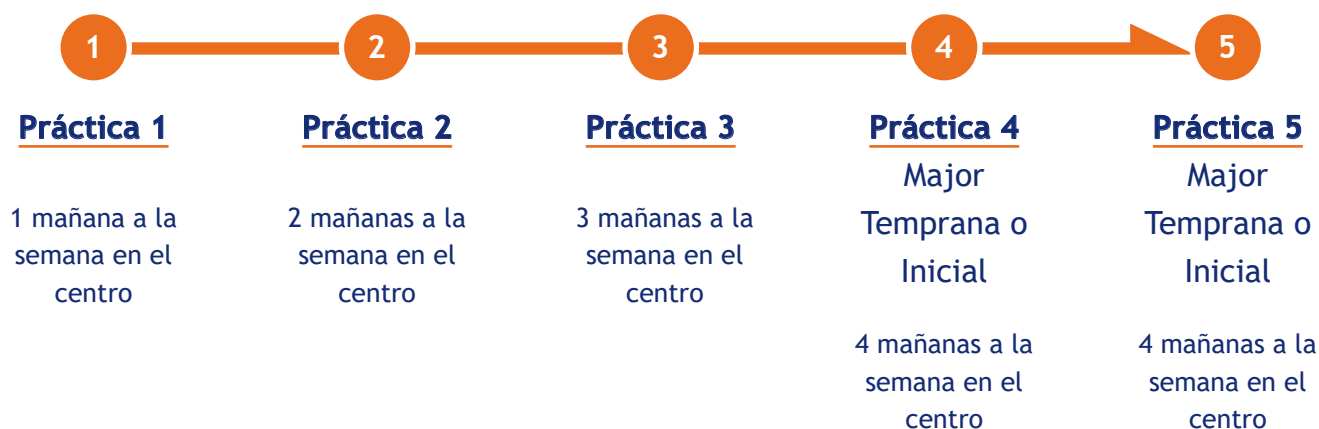 1
2
3
4
5
Práctica 1
1 mañana a la
semana en el
centro
Práctica 2
2 mañanas a la
semana en el
centro
Práctica 3
3 mañanas a la
semana en el
centro
Práctica 4
Major
Temprana o
Inicial
4 mañanas a la
semana en el
centro
Práctica 5
Major
Temprana o
Inicial
4 mañanas a la
semana en el
centro